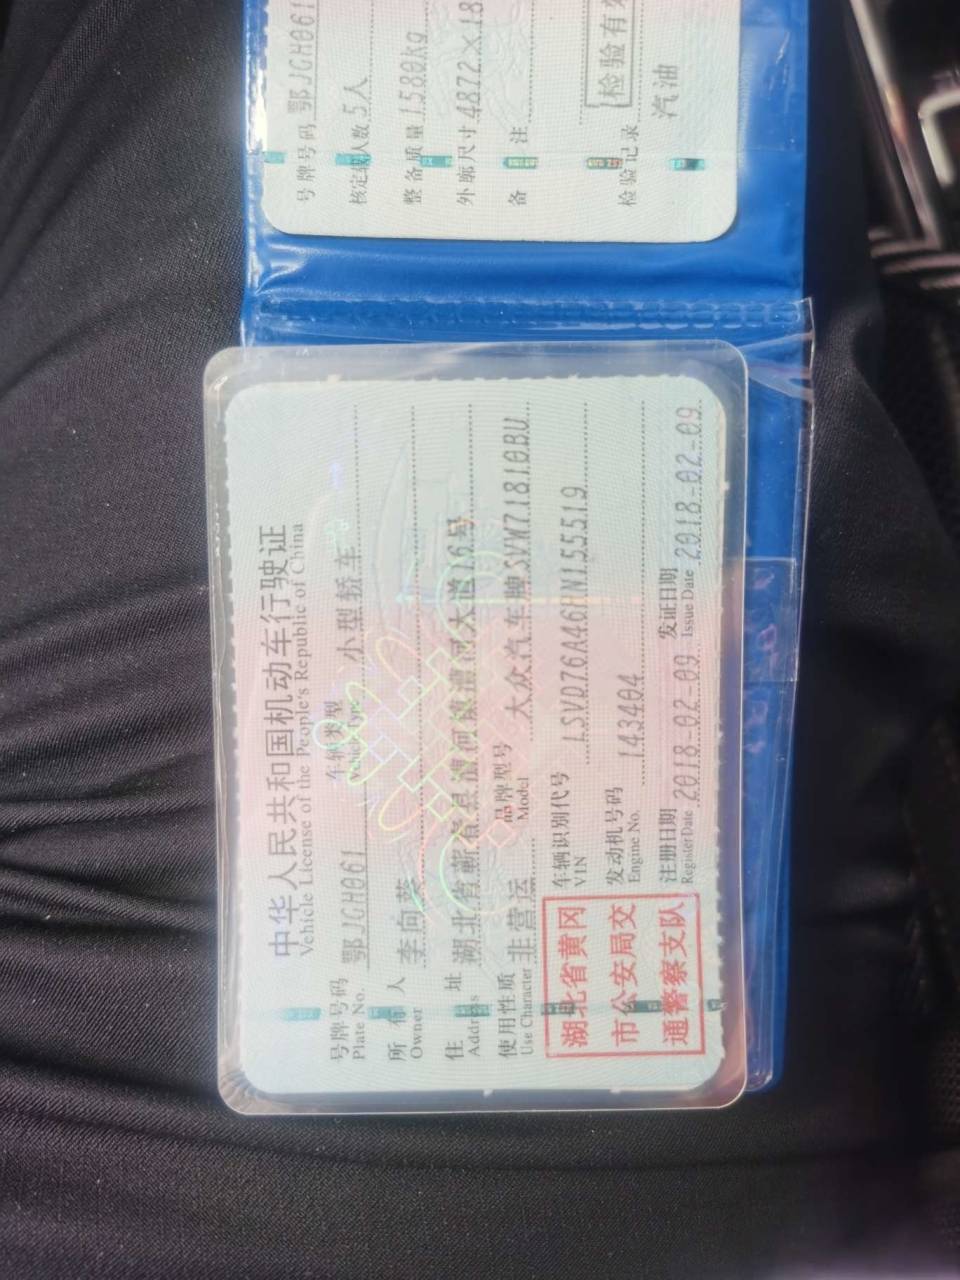 中华人民共和国机动车行驶证
Vehicle License of the People's Republic of China
号牌号码 鄂JGH061 车辆类型 小型轿车
Plate No. Vehicle Type
所有人 李向葵
Owner
住址 湖北省蕲春县漕河镇漕河大道16号
Address
使用性质 非营运 品牌型号 大众汽车牌SVW71810BU
Use Character Model
湖北省黄冈
市公安局交
通警察支队
车辆识别代号 LSVD76A46HN155519
VIN
发动机号码 143404
Engine No.
注册日期 2018-02-09 发证日期 2018-02-09
Register Date Issue Date
号牌号码 鄂JGH061
核定载人数 5人
整备质量 1580kg
外廓尺寸 4872×18
备注
检验有
检验记录
汽油